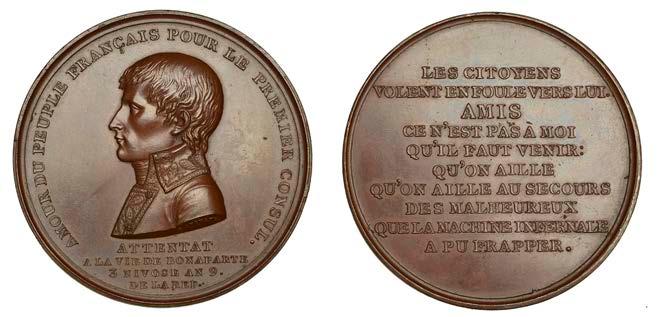 AMOUR DU PEUPLE FRANÇAIS POUR LE PREMIER CONSUL.
ATTENTAT
A LA VIE DE BONAPARTE
3 NIVOSE AN 9.
DE LA REP.
LES CITOYENS
VOLENT EN FOULE VERS LUI.
AMIS
CE N'EST PAS À MOI
QU'IL FAUT VENIR:
QU'ON AILLE
QU'ON AILLE AU SECOURS
DES MALHEUREUX
QUE LA MACHINE INFERNALE
A PU FRAPPER.